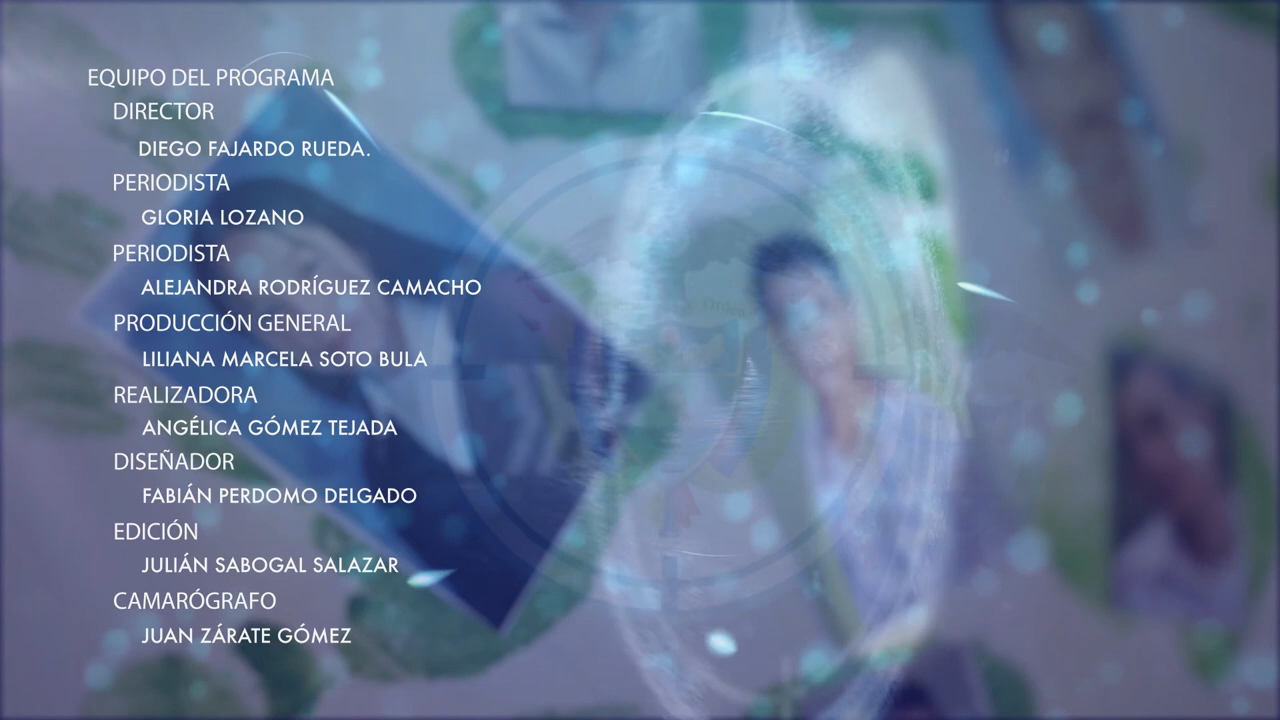 EQUIPO DEL PROGRAMA
DIRECTOR
DIEGO FAJARDO RUEDA.
PERIODISTA
GLORIA LOZANO
PERIODISTA
ALEJANDRA RODRÍGUEZ CAMACHO
PRODUCCIÓN GENERAL
LILIANA MARCELA SOTO BULA
REALIZADORA
ANGÉLICA GÓMEZ TEJADA
DISEÑADOR
FABIÁN PERDOMO DELGADO
EDICIÓN
JULIÁN SABOGAL SALAZAR
CAMARÓGRAFO
JUAN ZÁRATE GÓMEZ